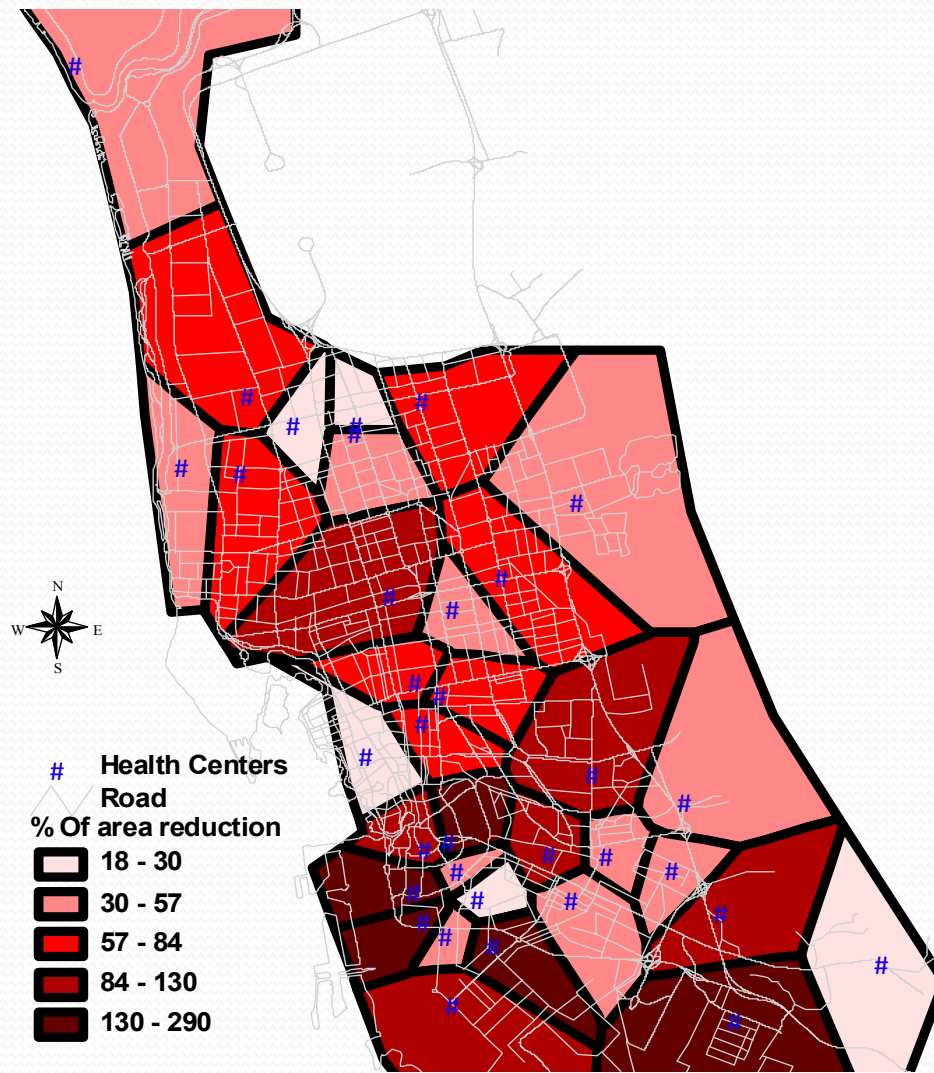 N
W E
S
# Health Centers
Road
% Of area reduction
18 - 30
30 - 57
57 - 84
84 - 130
130 - 290